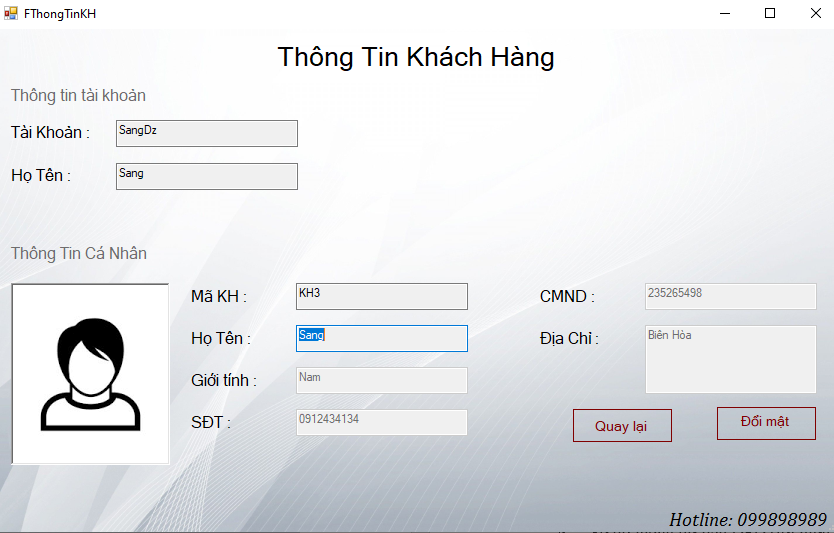 FThongTinKH
Thông Tin Khách Hàng
Thông tin tài khoản
Tài Khoản : SangDz
Họ Tên : Sang
Thông Tin Cá Nhân
Mã KH : KH3
CMND : 235265498
Họ Tên : Sang
Địa Chỉ : Biên Hòa
Giới tính : Nam
SĐT : 0912434134
Quay lại
Đổi mật
Hotline: 099898989